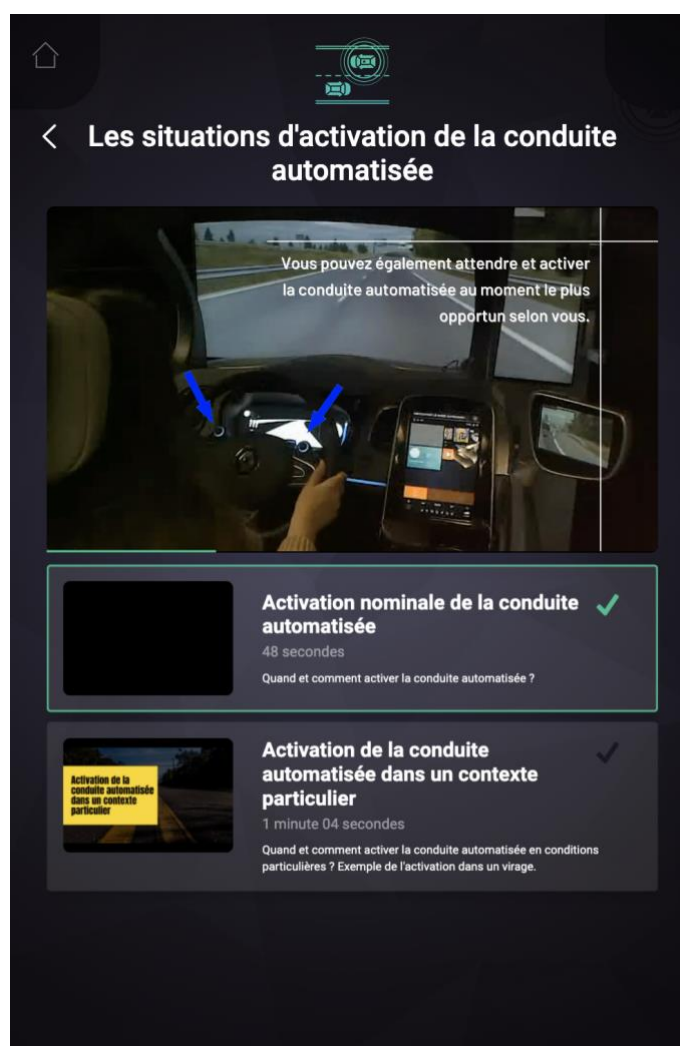 Les situations d'activation de la conduite
automatisée
Vous pouvez également attendre et activer
la conduite automatisée au moment le plus
opportun selon vous.
Activation nominale de la conduite
automatisée
48 secondes
Quand et comment activer la conduite automatisée ?
Activation de la
conduite automatisée
dans un contexte
particulier
Activation de la conduite
automatisée dans un contexte
particulier
1 minute 04 secondes
Quand et comment activer la conduite automatisée en conditions
particulières ? Exemple de l'activation dans un virage.